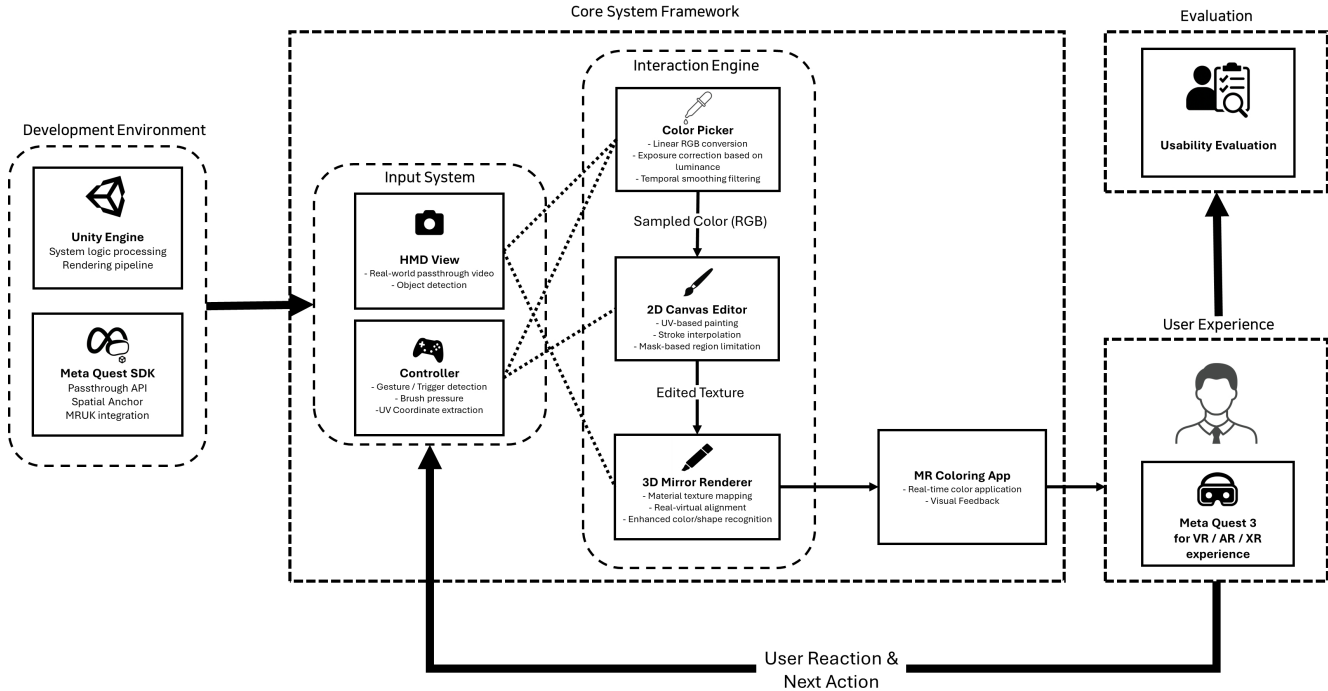 Core System Framework
Evaluation
Usability Evaluation
Development Environment
Unity Engine
System logic processing
Rendering pipeline
Meta Quest SDK
Passthrough API
Spatial Anchor
MRUK integration
Input System
HMD View
- Real-world passthrough video
- Object detection
Controller
- Gesture / Trigger detection
- Brush pressure
-UV Coordinate extraction
Interaction Engine
Color Picker
- Linear RGB conversion
- Exposure correction based on
luminance
- Temporal smoothing filtering
Sampled Color (RGB)
2D Canvas Editor
- UV-based painting
- Stroke interpolation
- Mask-based region limitation
Edited Texture
3D Mirror Renderer
- Material texture mapping
- Real-virtual alignment
- Enhanced color/shape recognition
MR Coloring App
- Real-time color application
- Visual Feedback
User Experience
Meta Quest 3
for VR / AR / XR
experience
User Reaction &
Next Action